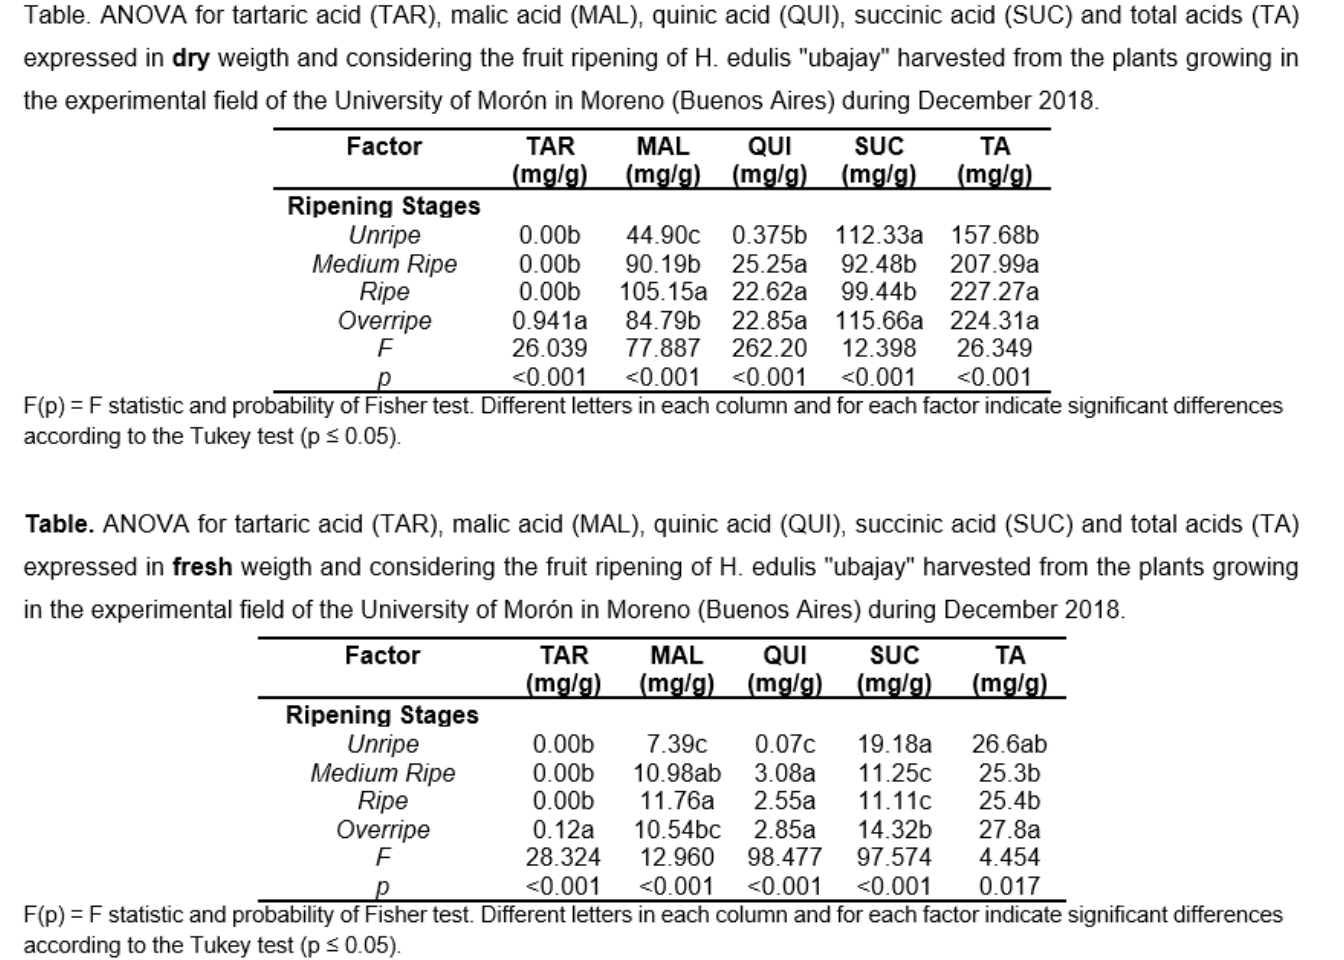 Table. ANOVA for tartaric acid (TAR), malic acid (MAL), quinic acid (QUI), succinic acid (SUC) and total acids (TA)
expressed in dry weigth and considering the fruit ripening of H. edulis "ubajay" harvested from the plants growing in
the experimental field of the University of Morón in Moreno (Buenos Aires) during December 2018.
Factor TAR MAL QUI SUC TA
(mg/g) (mg/g) (mg/g) (mg/g) (mg/g)
Ripening Stages
Unripe 0.00b 44.90c 0.375b 112.33a 157.68b
Medium Ripe 0.00b 90.19b 25.25a 92.48b 207.99a
Ripe 0.00b 105.15a 22.62a 99.44b 227.27a
Overripe 0.941a 84.79b 22.85a 115.66a 224.31a
F 26.039 77.887 262.20 12.398 26.349
p <0.001 <0.001 <0.001 <0.001 <0.001
F(p) = F statistic and probability of Fisher test. Different letters in each column and for each factor indicate significant differences
according to the Tukey test (p ≤ 0.05).
Table. ANOVA for tartaric acid (TAR), malic acid (MAL), quinic acid (QUI), succinic acid (SUC) and total acids (TA)
expressed in fresh weigth and considering the fruit ripening of H. edulis "ubajay" harvested from the plants growing
in the experimental field of the University of Morón in Moreno (Buenos Aires) during December 2018.
Factor TAR MAL QUI SUC TA
(mg/g) (mg/g) (mg/g) (mg/g) (mg/g)
Ripening Stages
Unripe 0.00b 7.39c 0.07c 19.18a 26.6ab
Medium Ripe 0.00b 10.98ab 3.08a 11.25c 25.3b
Ripe 0.00b 11.76a 2.55a 11.11c 25.4b
Overripe 0.12a 10.54bc 2.85a 14.32b 27.8a
F 28.324 12.960 98.477 97.574 4.454
p <0.001 <0.001 <0.001 <0.001 0.017
F(p) = F statistic and probability of Fisher test. Different letters in each column and for each factor indicate significant differences
according to the Tukey test (p ≤ 0.05).